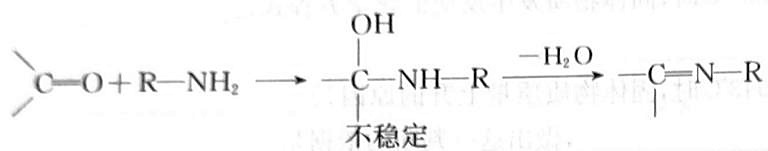 OH
C=O+R—NH₂ ⟶ —C—NH—R —H₂O ⟶ —C=N—R
不稳定